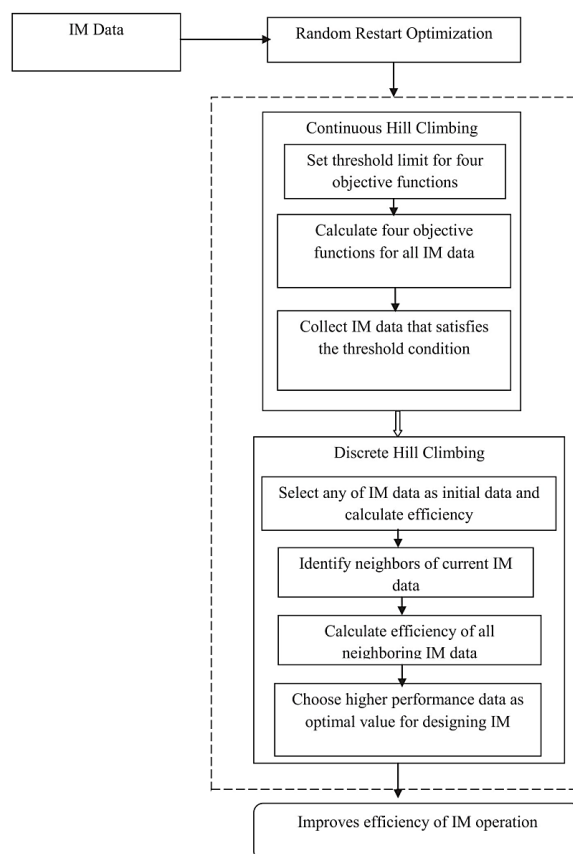 IM Data
Random Restart Optimization
Continuous Hill Climbing
Set threshold limit for four
objective functions
Calculate four objective
functions for all IM data
Collect IM data that satisfies
the threshold condition
Discrete Hill Climbing
Select any of IM data as initial data and
calculate efficiency
Identify neighbors of current IM
data
Calculate efficiency of all
neighboring IM data
Choose higher performance data as
optimal value for designing IM
Improves efficiency of IM operation